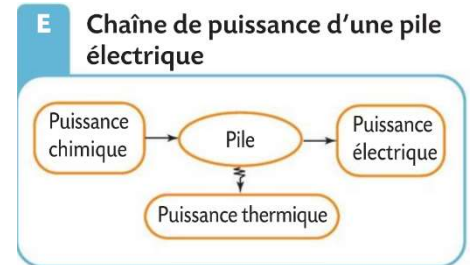 E
Chaîne de puissance d'une pile
électrique
Puissance
chimique
Pile
Puissance
électrique
Puissance thermique